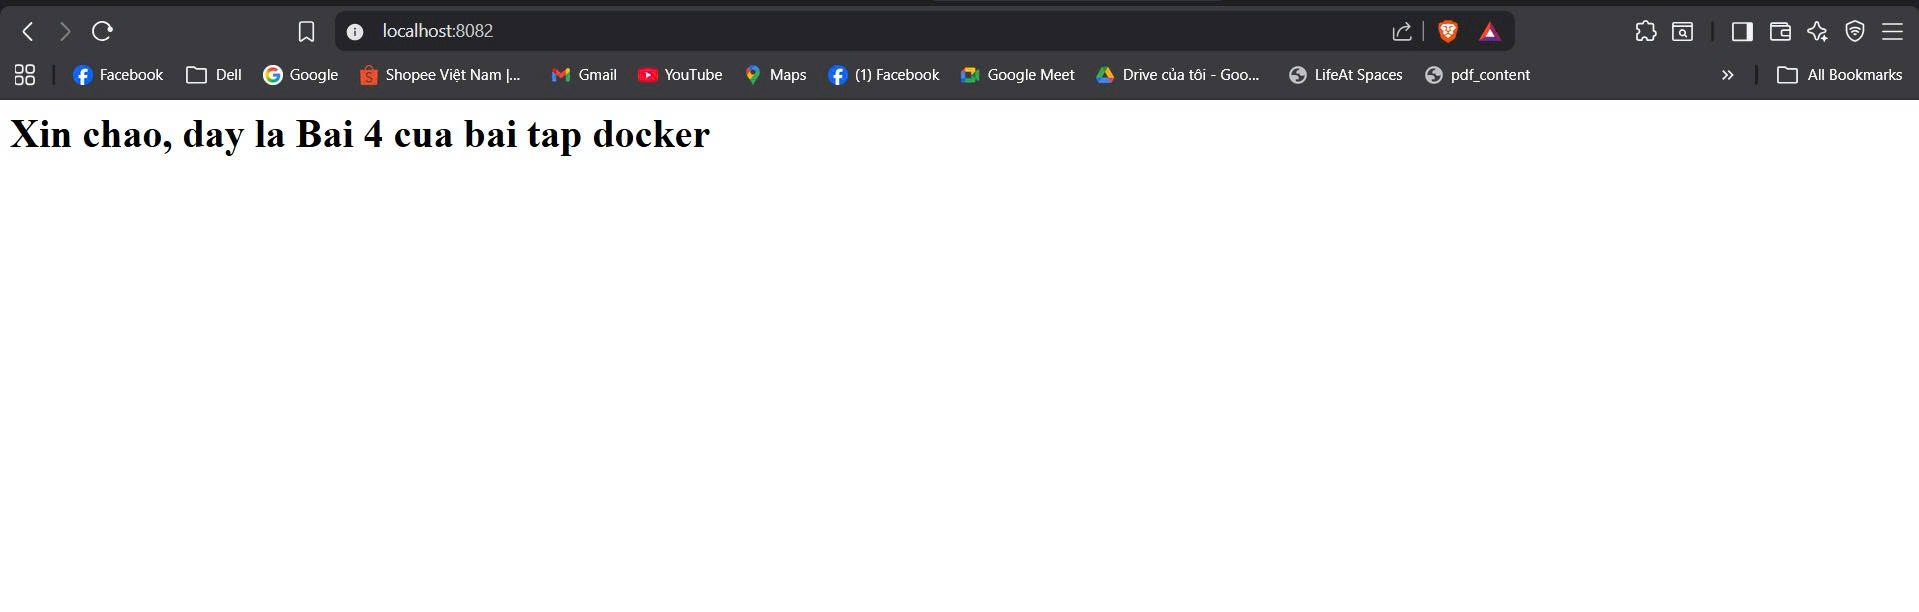 localhost:8082
Facebook Dell Google Shopee Việt Nam |... Gmail YouTube Maps (1) Facebook Google Meet Drive của tôi - Goo... LifeAt Spaces pdf_content » All Bookmarks
Xin chao, day la Bai 4 cua bai tap docker